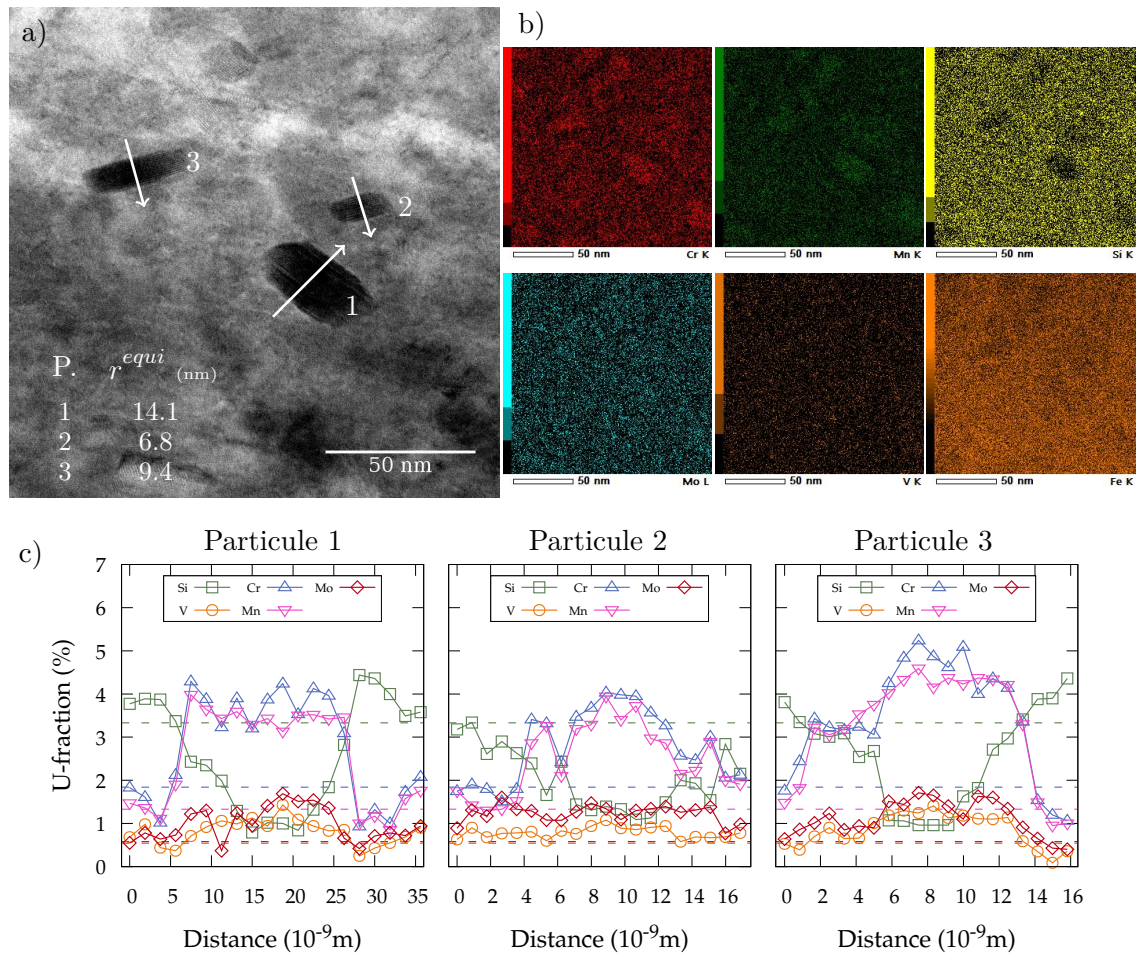 a)
3
2
1
P. r^equi (nm)
1 14.1
2 6.8
3 9.4
50 nm
b)
50 nm Cr K
50 nm Mn K
50 nm Si K
50 nm Mo L
50 nm V K
50 nm Fe K
c)
Particule 1
Particule 2
Particule 3
U-fraction (%)
7
6
5
4
3
2
1
0
Si Cr Mo
V Mn
Si Cr Mo
V Mn
Si Cr Mo
V Mn
0 5 10 15 20 25 30 35
0 2 4 6 8 10 12 14 16
0 2 4 6 8 10 12 14 16
Distance (10⁻⁹m)
Distance (10⁻⁹m)
Distance (10⁻⁹m)